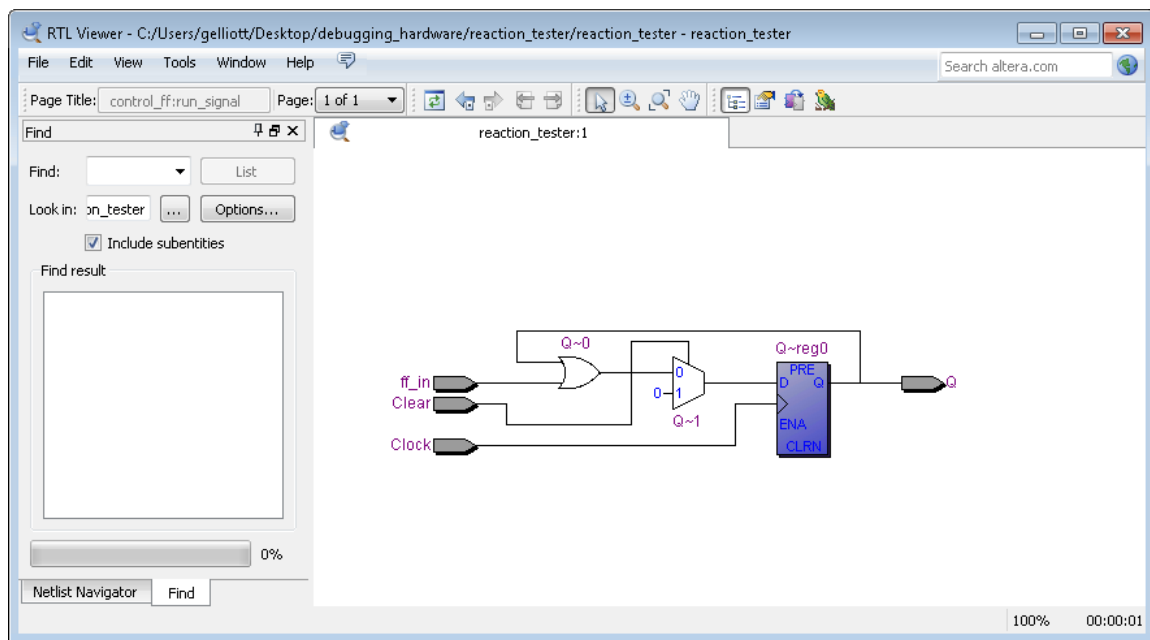 RTL Viewer - C:/Users/gelliott/Desktop/debugging_hardware/reaction_tester/reaction_tester - reaction_tester
File Edit View Tools Window Help
Search altera.com
Page Title: control_ff:run_signal Page: 1 of 1
Find
reaction_tester:1
Find: List
Look in: on_tester ... Options...
Include subentities
Find result
Q~0
Q~reg0
PRE
ff_in 0 D Q Q
Clear 0 1
Q~1
ENA
Clock CLRN
0%
Netlist Navigator Find
100% 00:00:01